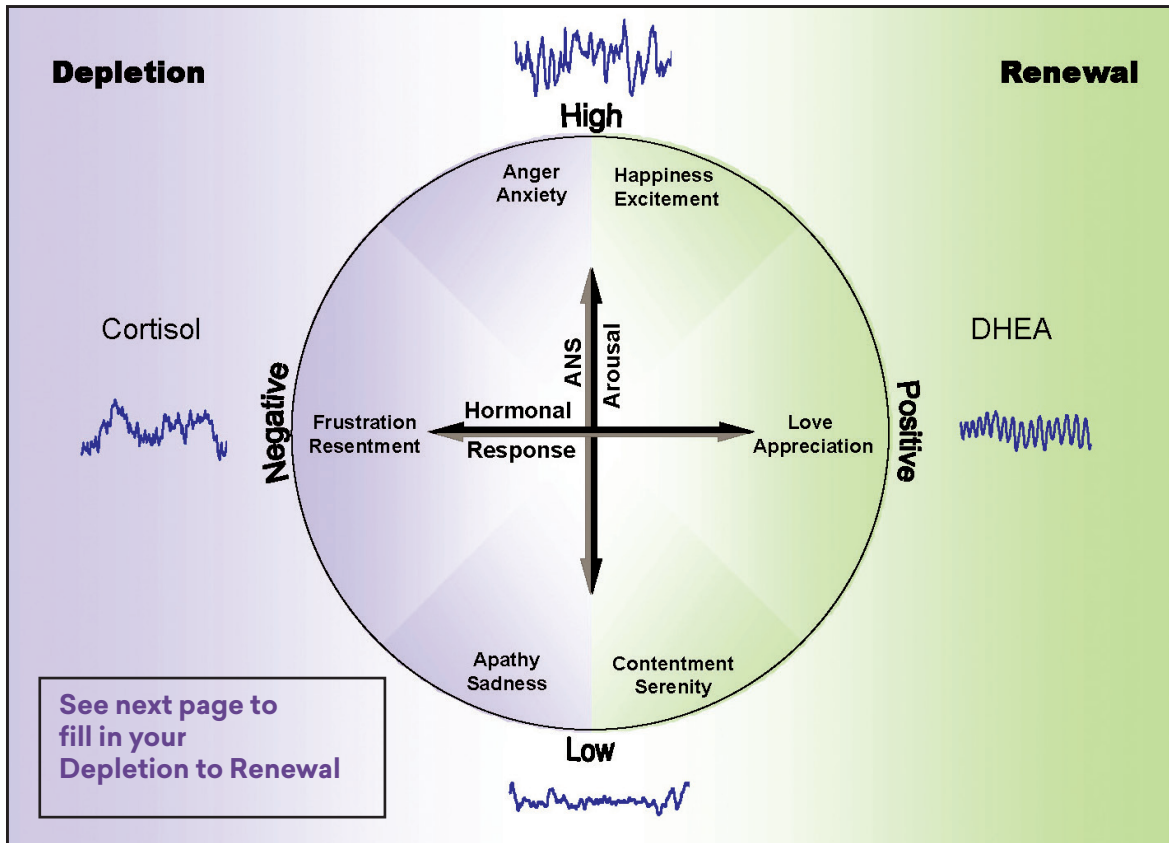 Depletion
Renewal
High
Anger
Anxiety
Happiness
Excitement
Cortisol
DHEA
ANS
Arousal
Negative
Frustration
Resentment
Hormonal
Response
Love
Appreciation
Positive
Apathy
Sadness
Contentment
Serenity
See next page to
fill in your
Depletion to Renewal
Low